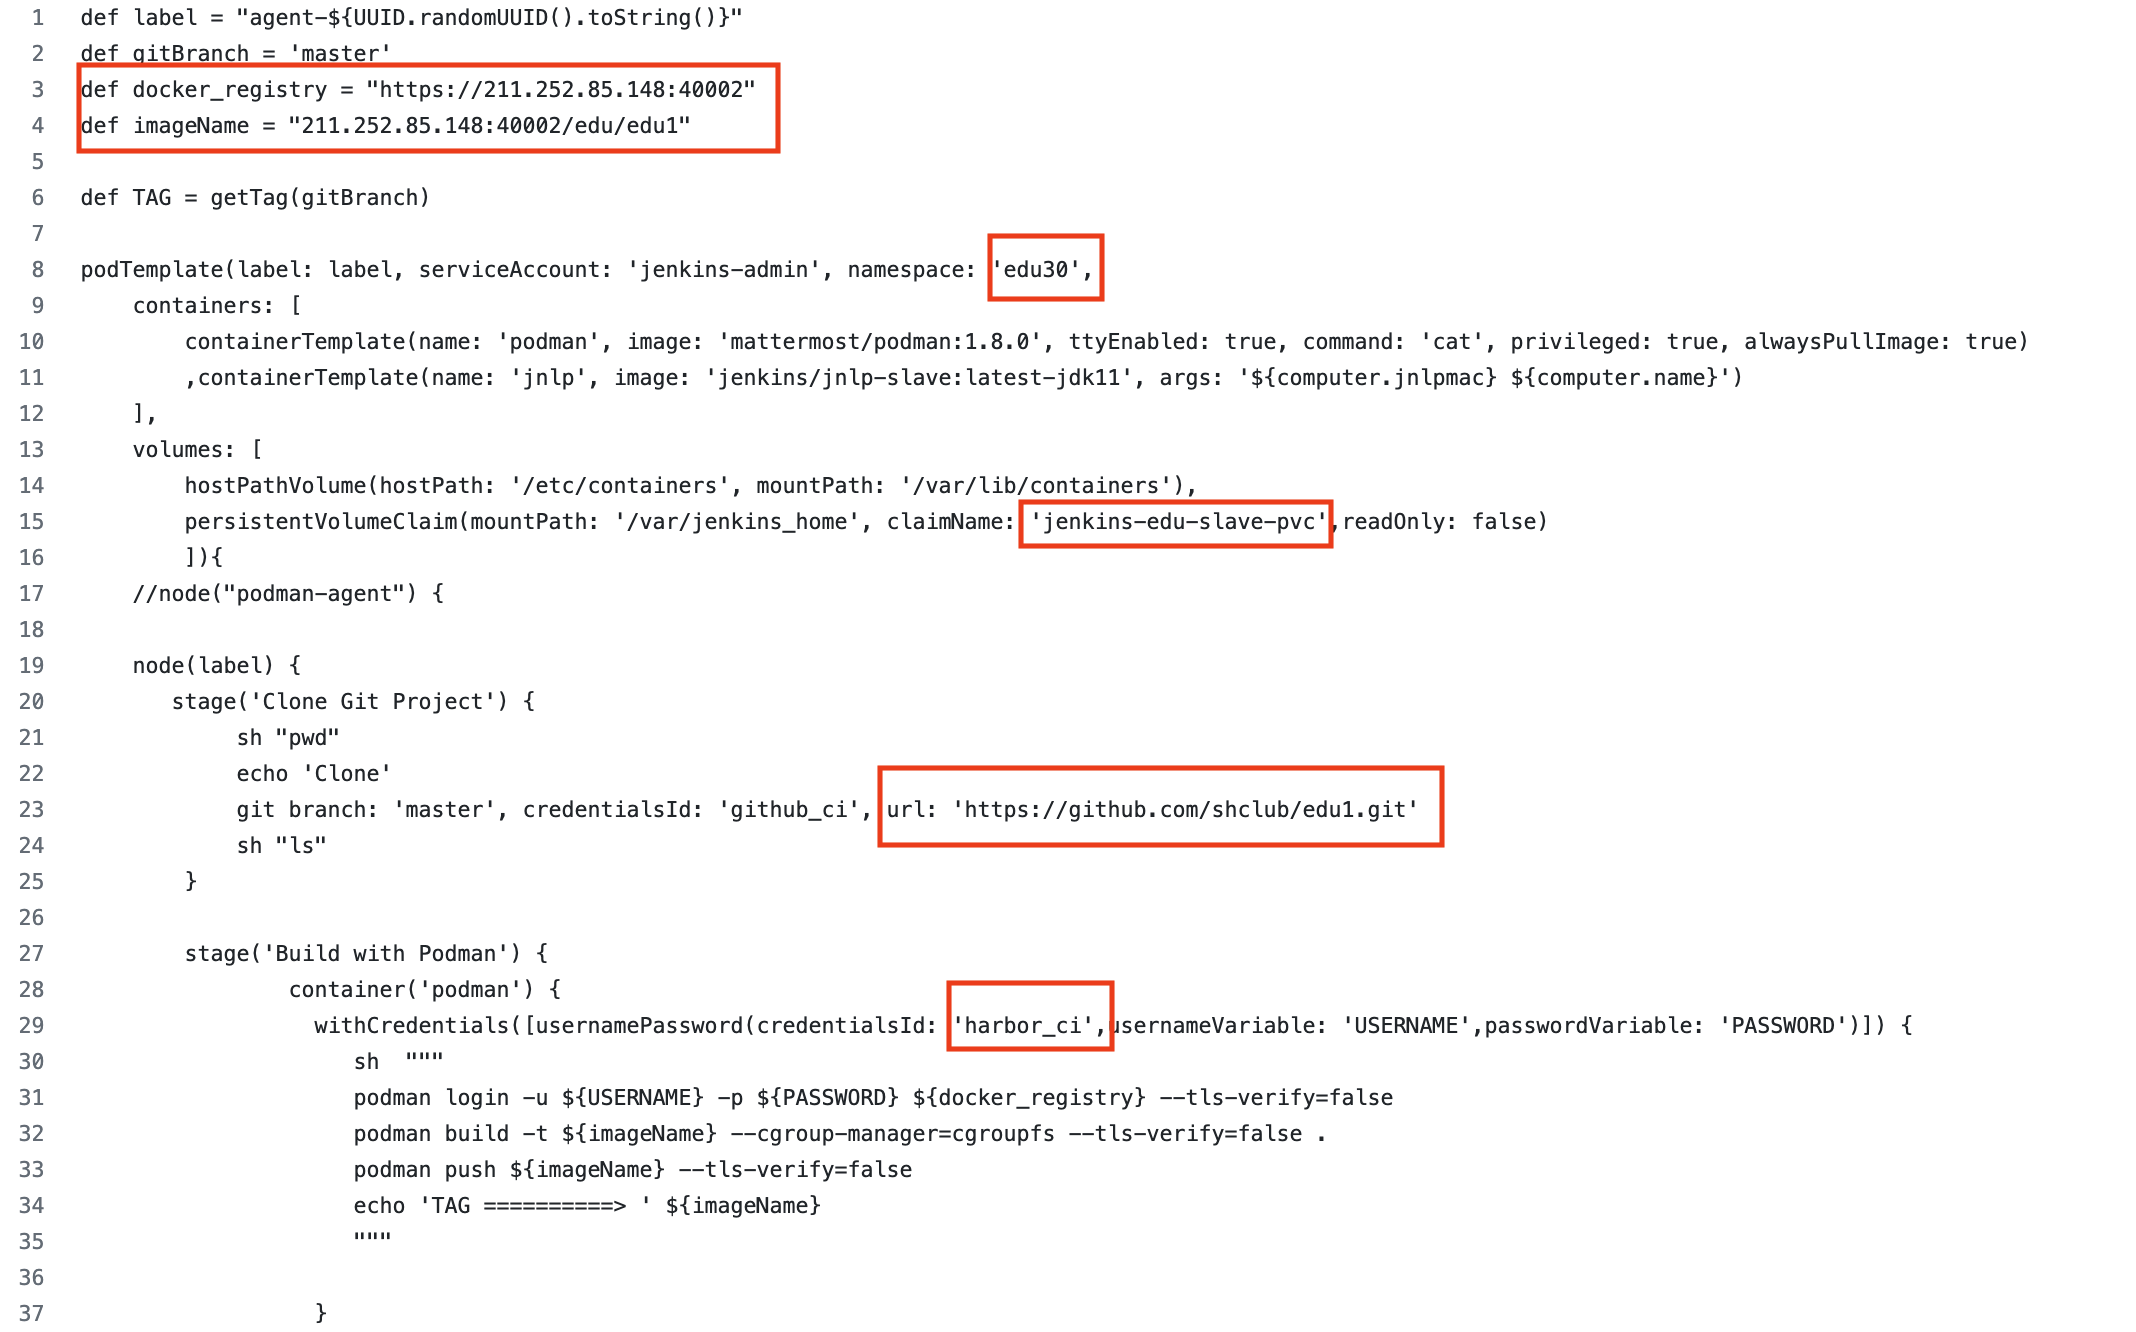 1 def label = "agent-${UUID.randomUUID().toString()}"
2 def gitBranch = 'master'
3 def docker_registry = "https://211.252.85.148:40002"
4 def imageName = "211.252.85.148:40002/edu/edu1"
5
6 def TAG = getTag(gitBranch)
7
8 podTemplate(label: label, serviceAccount: 'jenkins-admin', namespace: 'edu30',
9     containers: [
10         containerTemplate(name: 'podman', image: 'mattermost/podman:1.8.0', ttyEnabled: true, command: 'cat', privileged: true, alwaysPullImage: true)
11         ,containerTemplate(name: 'jnlp', image: 'jenkins/jnlp-slave:latest-jdk11', args: '${computer.jnlpmac} ${computer.name}')
12     ],
13     volumes: [
14         hostPathVolume(hostPath: '/etc/containers', mountPath: '/var/lib/containers'),
15         persistentVolumeClaim(mountPath: '/var/jenkins_home', claimName: 'jenkins-edu-slave-pvc',readOnly: false)
16         ]){
17     //node("podman-agent") {
18
19     node(label) {
20        stage('Clone Git Project') {
21             sh "pwd"
22             echo 'Clone'
23             git branch: 'master', credentialsId: 'github_ci', url: 'https://github.com/shclub/edu1.git'
24             sh "ls"
25         }
26
27         stage('Build with Podman') {
28                 container('podman') {
29                   withCredentials([usernamePassword(credentialsId: 'harbor_ci',usernameVariable: 'USERNAME',passwordVariable: 'PASSWORD')]) {
30                      sh  """
31                      podman login -u ${USERNAME} -p ${PASSWORD} ${docker_registry} --tls-verify=false
32                      podman build -t ${imageName} --cgroup-manager=cgroupfs --tls-verify=false .
33                      podman push ${imageName} --tls-verify=false
34                      echo 'TAG ==========> ' ${imageName}
35                      """
36
37                   }